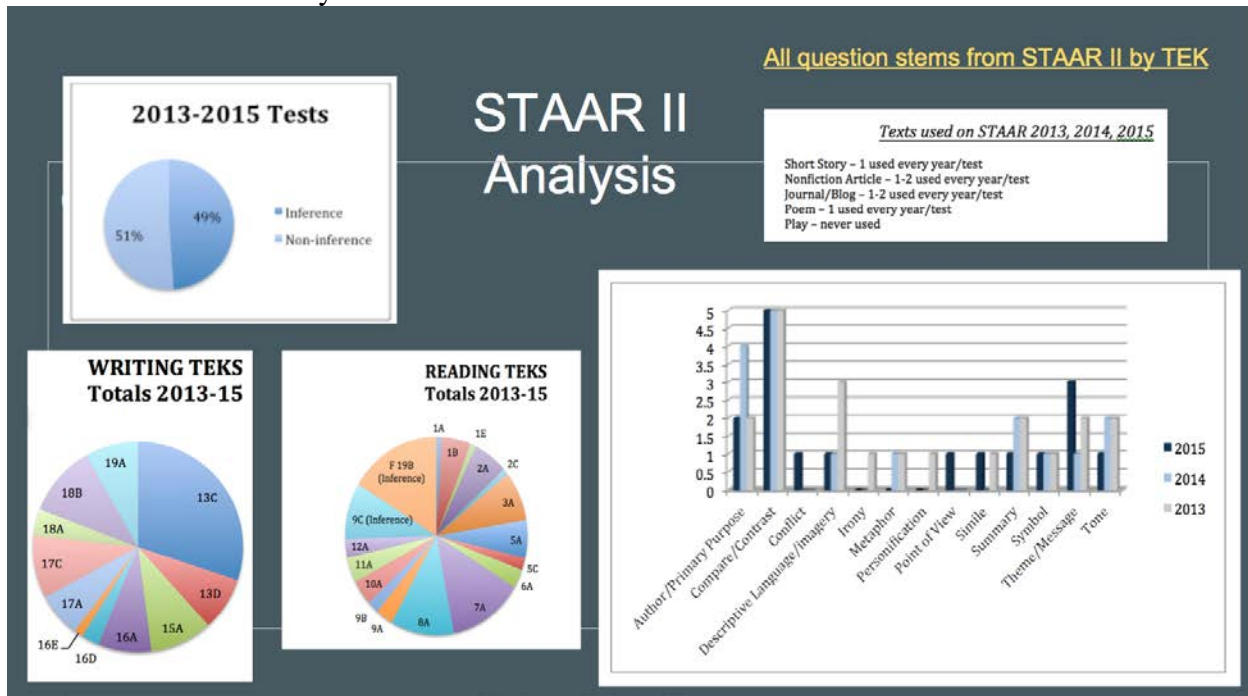 All question stems from STAAR II by TEK
STAAR II
Analysis
2013-2015 Tests
49%
51%
Inference
Non-inference
Texts used on STAAR 2013, 2014, 2015
Short Story – 1 used every year/test
Nonfiction Article – 1-2 used every year/test
Journal/Blog – 1-2 used every year/test
Poem – 1 used every year/test
Play – never used
WRITING TEKS
Totals 2013-15
19A
13C
18B
18A
17C
17A
16E
16D
16A
15A
13D
READING TEKS
Totals 2013-15
1A
1B
1E
2A
2C
3A
5A
5C
6A
7A
8A
9A
9B
10A
11A
12A
9C (Inference)
F 19B
(Inference)
5
4.5
4
3.5
3
2.5
2
1.5
1
0.5
0
Author/Primary Purpose
Compare/Contrast
Conflict
Descriptive Language/imagery
Irony
Metaphor
Personification
Point of View
Simile
Summary
Symbol
Theme/Message
Tone
2015
2014
2013